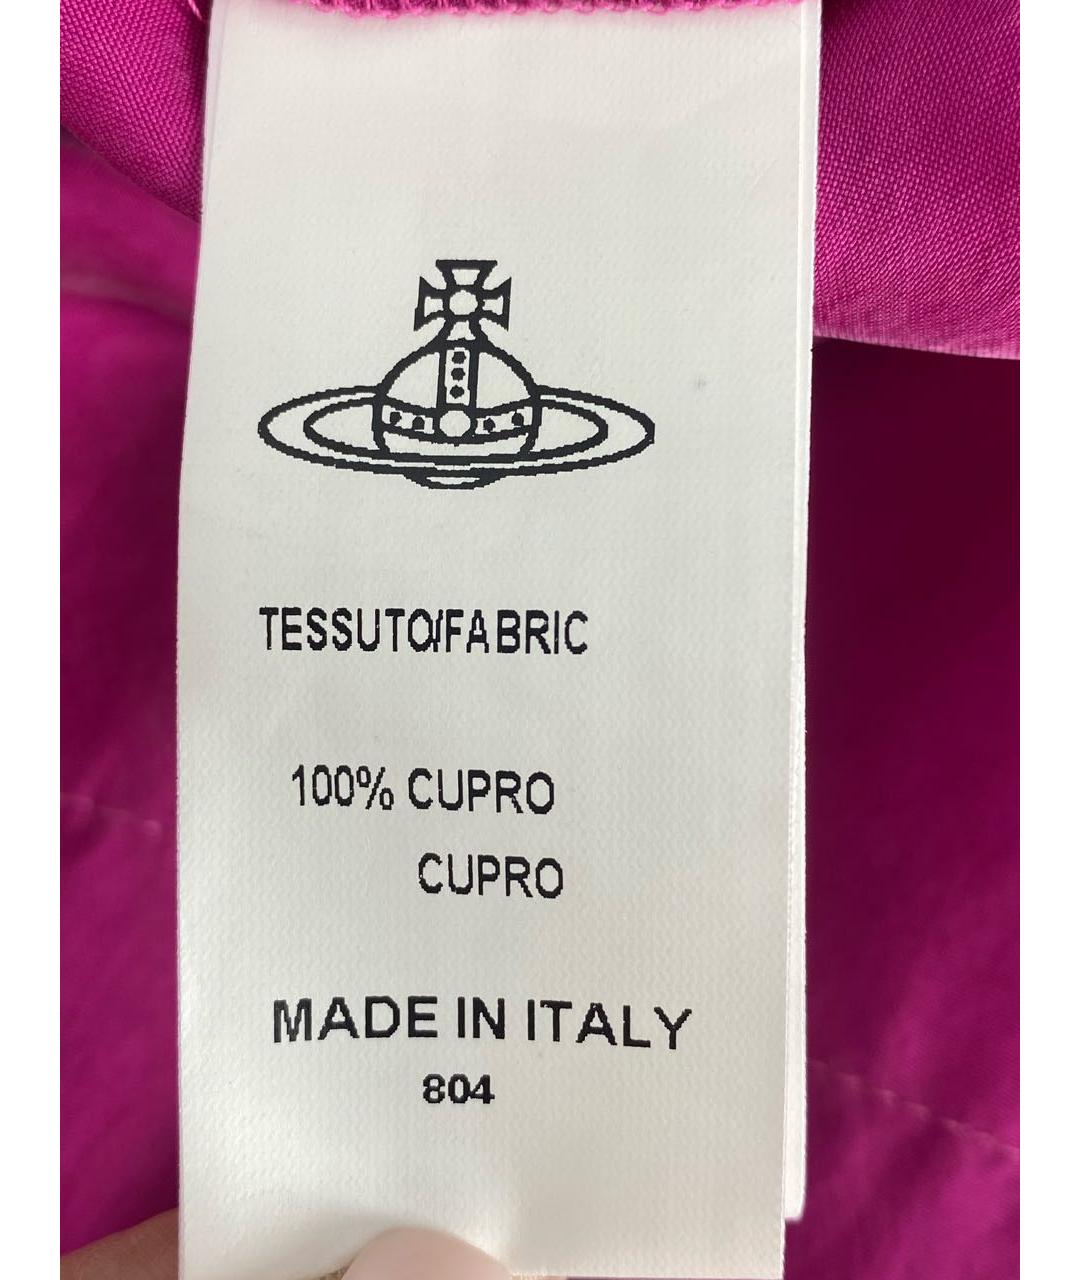 TESSUTO/FABRIC
100% CUPRO
CUPRO
MADE IN ITALY
804